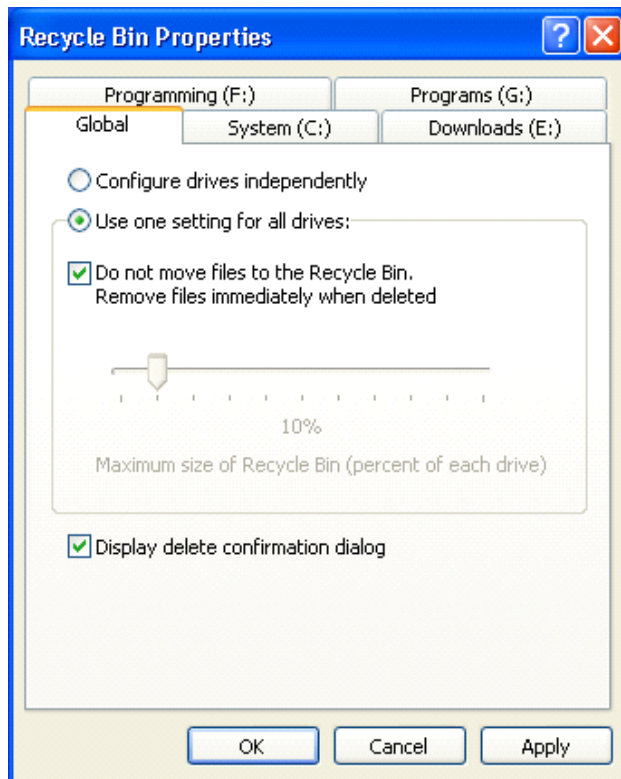 Recycle Bin Properties
Programming (F:)
Programs (G:)
Global
System (C:)
Downloads (E:)
Configure drives independently
Use one setting for all drives:
Do not move files to the Recycle Bin.
Remove files immediately when deleted
10%
Maximum size of Recycle Bin (percent of each drive)
Display delete confirmation dialog
OK
Cancel
Apply